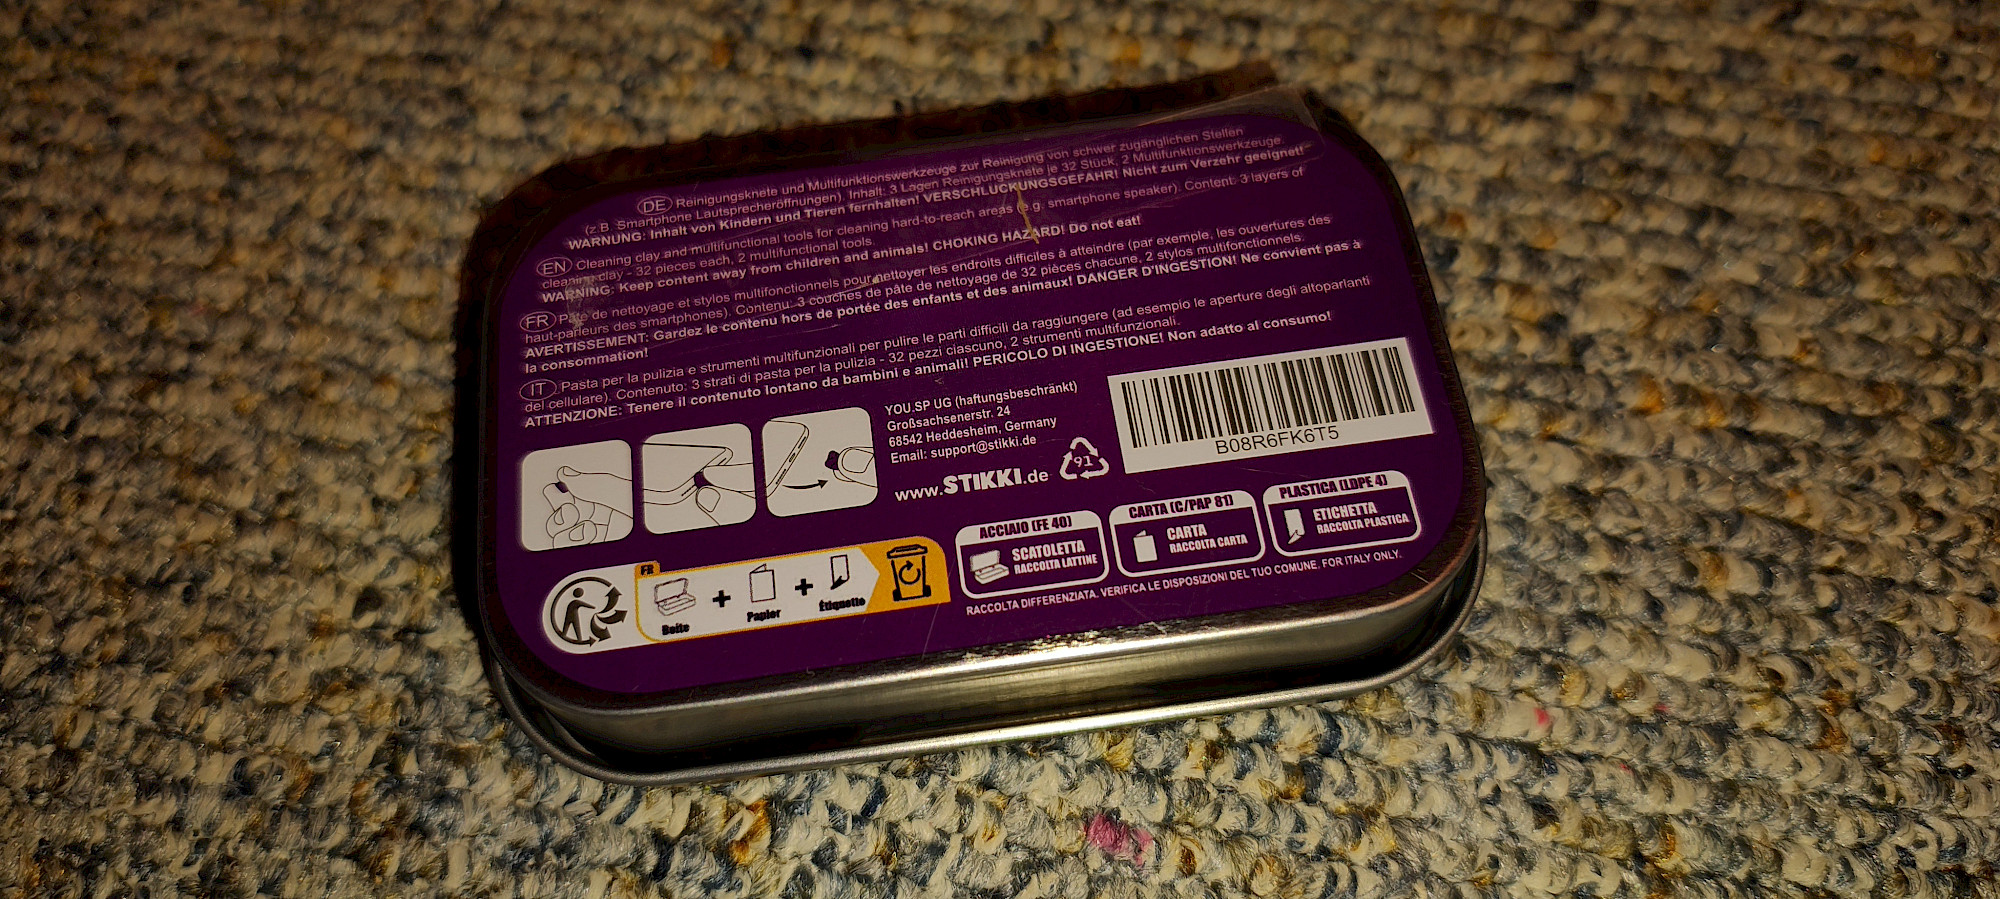 DE Reinigungsknete und Multifunktionswerkzeuge zur Reinigung von schwer zugänglichen Stellen
(z.B. Smartphone Lautsprecheröffnungen). Inhalt: 3 Lagen Reinigungsknete je 32 Stück, 2 Multifunktionswerkzeuge.
WARNUNG: Inhalt von Kindern und Tieren fernhalten! VERSCHLUCKUNGSGEFAHR! Nicht zum Verzehr geeignet!
EN Cleaning clay and multifunctional tools for cleaning hard-to-reach areas (e.g. smartphone speaker). Content: 3 layers of
cleaning clay - 32 pieces each, 2 multifunctional tools.
WARNING: Keep content away from children and animals! CHOKING HAZARD! Do not eat!
FR Pâte de nettoyage et stylos multifonctionnels pour nettoyer les endroits difficiles à atteindre (par exemple, les ouvertures des
haut-parleurs des smartphones). Contenu: 3 couches de pâte de nettoyage de 32 pièces chacune, 2 stylos multifonctionnels.
AVERTISSEMENT: Gardez le contenu hors de portée des enfants et des animaux! DANGER D'INGESTION! Ne convient pas à
la consommation!
IT Pasta per la pulizia e strumenti multifunzionali per pulire le parti difficili da raggiungere (ad esempio le aperture degli altoparlanti
del cellulare). Contenuto: 3 strati di pasta per la pulizia - 32 pezzi ciascuno, 2 strumenti multifunzionali.
ATTENZIONE: Tenere il contenuto lontano da bambini e animali! PERICOLO DI INGESTIONE! Non adatto al consumo!
YOU.SP UG (haftungsbeschränkt)
Großsachsenerstr. 24
68542 Heddesheim, Germany
Email: support@stikki.de
www.STIKKI.de
91
B08R6FK6T5
FR
Boîte + Papier + Étiquette
ACCIAIO (FE 40)
SCATOLETTA
RACCOLTA LATTINE
CARTA (C/PAP 81)
CARTA
RACCOLTA CARTA
PLASTICA (LDPE 4)
ETICHETTA
RACCOLTA PLASTICA
RACCOLTA DIFFERENZIATA. VERIFICA LE DISPOSIZIONI DEL TUO COMUNE. FOR ITALY ONLY.